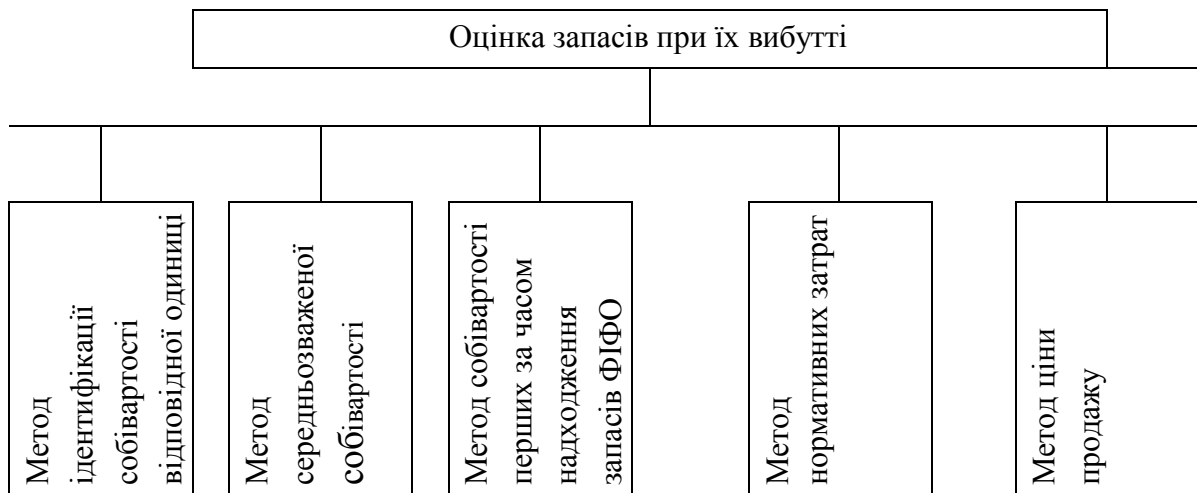 Оцінка запасів при їх вибутті
Метод
ідентифікації
собівартості
відповідної одиниці
Метод
середньозваженої
собівартості
Метод собівартості
перших за часом
надходження
запасів ФІФО
Метод
нормативних затрат
Метод ціни
продажу